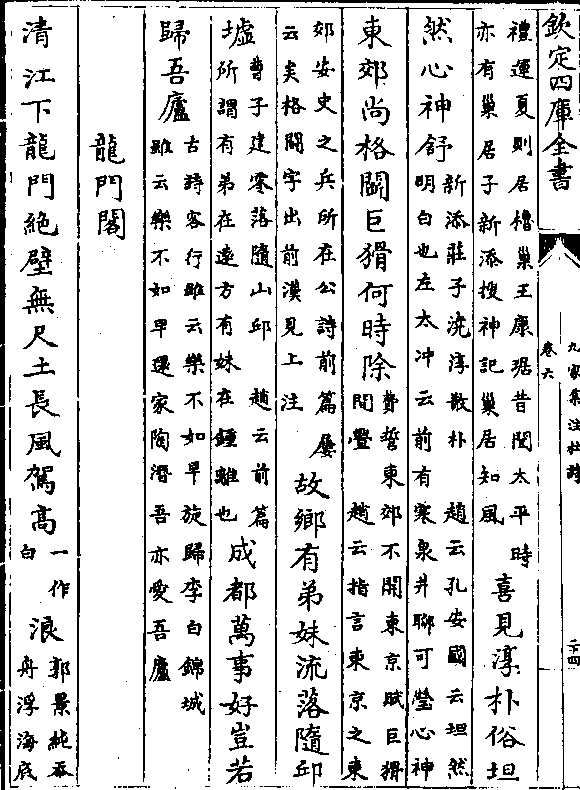 欽定四庫全書
九家集注杜詩
卷六
二十四
禮運夏則居橧巢王康琚昔聞太平時
亦有巢居子新添搜神記巢居知風
喜見淳朴俗坦
然心神舒
新添莊子澆淳散朴 趙云孔安國云坦然
明白也左太冲云前有寒泉井聊可瑩心神
東郊尚格鬭巨猾何時除
費誓東郊不開東京賦巨猾
間舋 趙云指言東京之東
郊安史之兵所在公詩前篇屢
云矣格鬭字出前漢見上注
故鄉有弟妹流落隨邱
墟
曹子建零落隨山邱 趙云前篇
所謂有弟在遠方有妹在鍾離也
成都萬事好豈若
歸吾廬
古詩客行雖云樂不如早旋歸李白錦城
雖云樂不如早還家陶潛吾亦愛吾廬
龍門閣
清江下龍門絶壁無尺土長風駕高
一作
白
浪
郭景純吞
舟浮海底